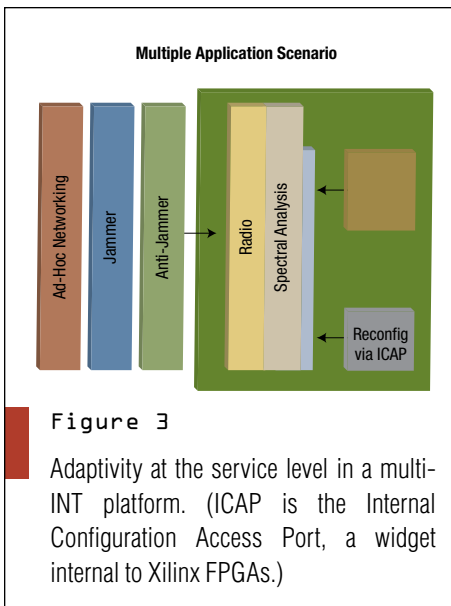 Multiple Application Scenario
Ad-Hoc Networking
Jammer
Anti-Jammer
Radio
Spectral Analysis
Reconfig
via ICAP
Figure 3
Adaptivity at the service level in a multi-
INT platform. (ICAP is the Internal
Configuration Access Port, a widget
internal to Xilinx FPGAs.)